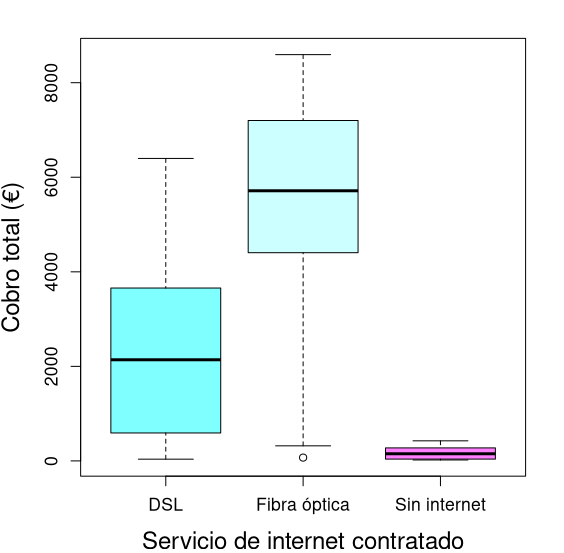 Cobro total (€)
8000
6000
4000
2000
0
DSL Fibra óptica Sin internet
Servicio de internet contratado